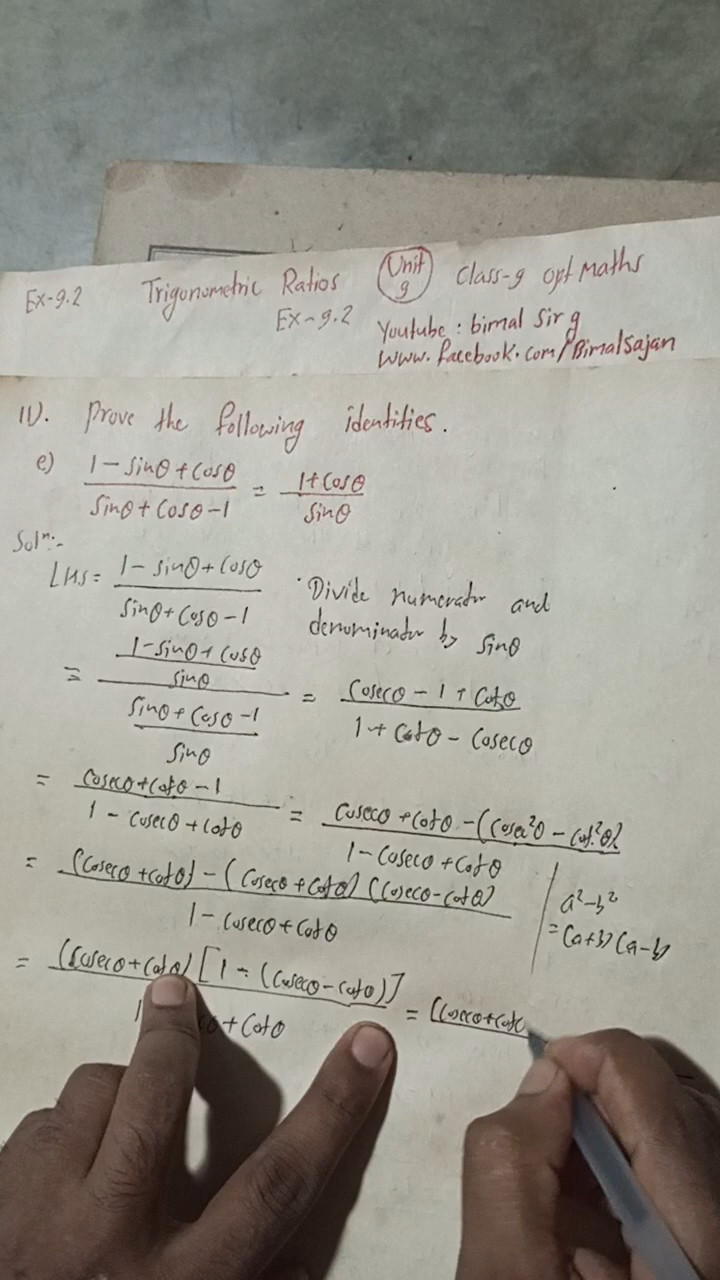 Ex-9.2 Trigonometric Ratios Unit 9 Class-9 opt Maths
Ex-9.2 Youtube : bimal Sir g
www.facebook.com/BimalSajan
10. Prove the following identities.
e) (1 - sinθ + cosθ)/(sinθ + cosθ - 1) = (1 + cosθ)/sinθ
Solⁿ:-
LHS = (1 - sinθ + cosθ)/(sinθ + cosθ - 1) · Divide numerator and
denominator by sinθ
= ((1 - sinθ + cosθ)/sinθ)/((sinθ + cosθ - 1)/sinθ) = (cosecθ - 1 + cotθ)/(1 + cotθ - cosecθ)
= (cosecθ + cotθ - 1)/(1 - cosecθ + cotθ) = (cosecθ + cotθ - (cosec²θ - cot²θ))/(1 - cosecθ + cotθ)
= ((cosecθ + cotθ) - (cosecθ + cotθ)(cosecθ - cotθ))/(1 - cosecθ + cotθ) a² - b²
= (a+b)(a-b)
= (cosecθ + cotθ)[1 - (cosecθ - cotθ)]/ 1 θ + cotθ = (cosecθ + cot